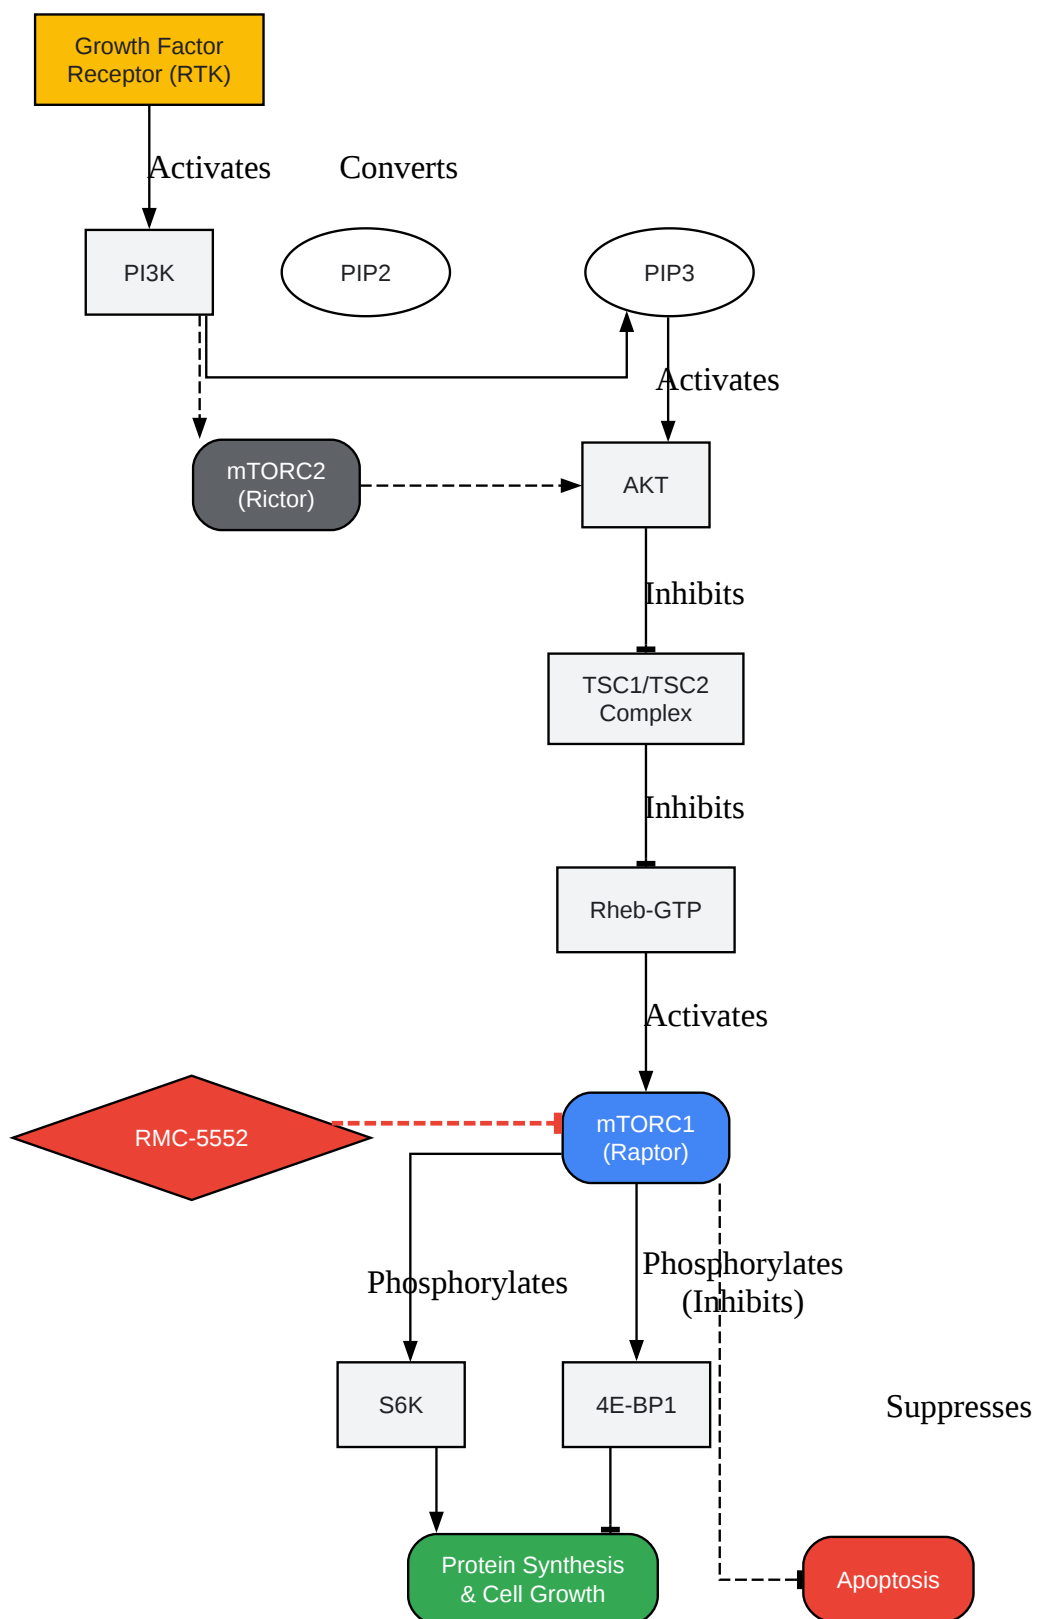 Growth Factor
Receptor (RTK)
Activates
Converts
PI3K
PIP2
PIP3
Activates
mTORC2
(Rictor)
AKT
Inhibits
TSC1/TSC2
Complex
Inhibits
Rheb-GTP
Activates
RMC-5552
mTORC1
(Raptor)
Phosphorylates
Phosphorylates
(Inhibits)
S6K
4E-BP1
Suppresses
Protein Synthesis
& Cell Growth
Apoptosis